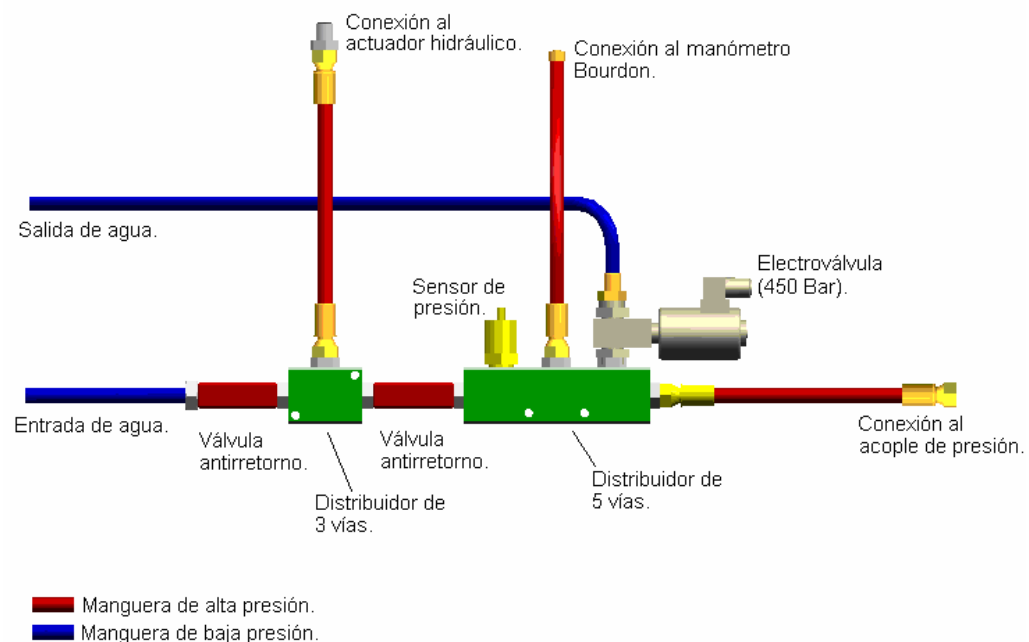 Conexión al
actuador hidráulico.
Conexión al manómetro
Bourdon.
Salida de agua.
Sensor de
presión.
Electroválvula
(450 Bar).
Entrada de agua.
Válvula
antirretorno.
Válvula
antirretorno.
Conexión al
acople de presión.
Distribuidor de
3 vías.
Distribuidor de
5 vías.
Manguera de alta presión.
Manguera de baja presión.